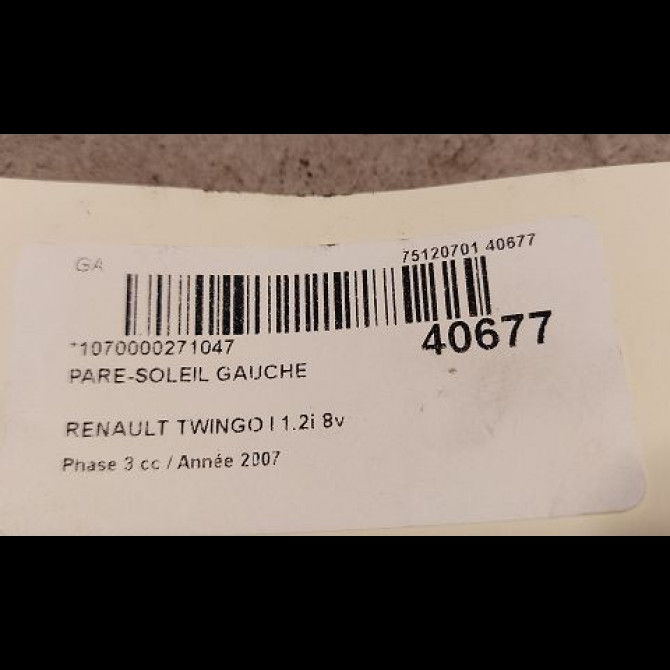 GA 75120701 40677
*1070000271047 40677
PARE-SOLEIL GAUCHE
RENAULT TWINGO I 1.2i 8v
Phase 3 cc / Année 2007